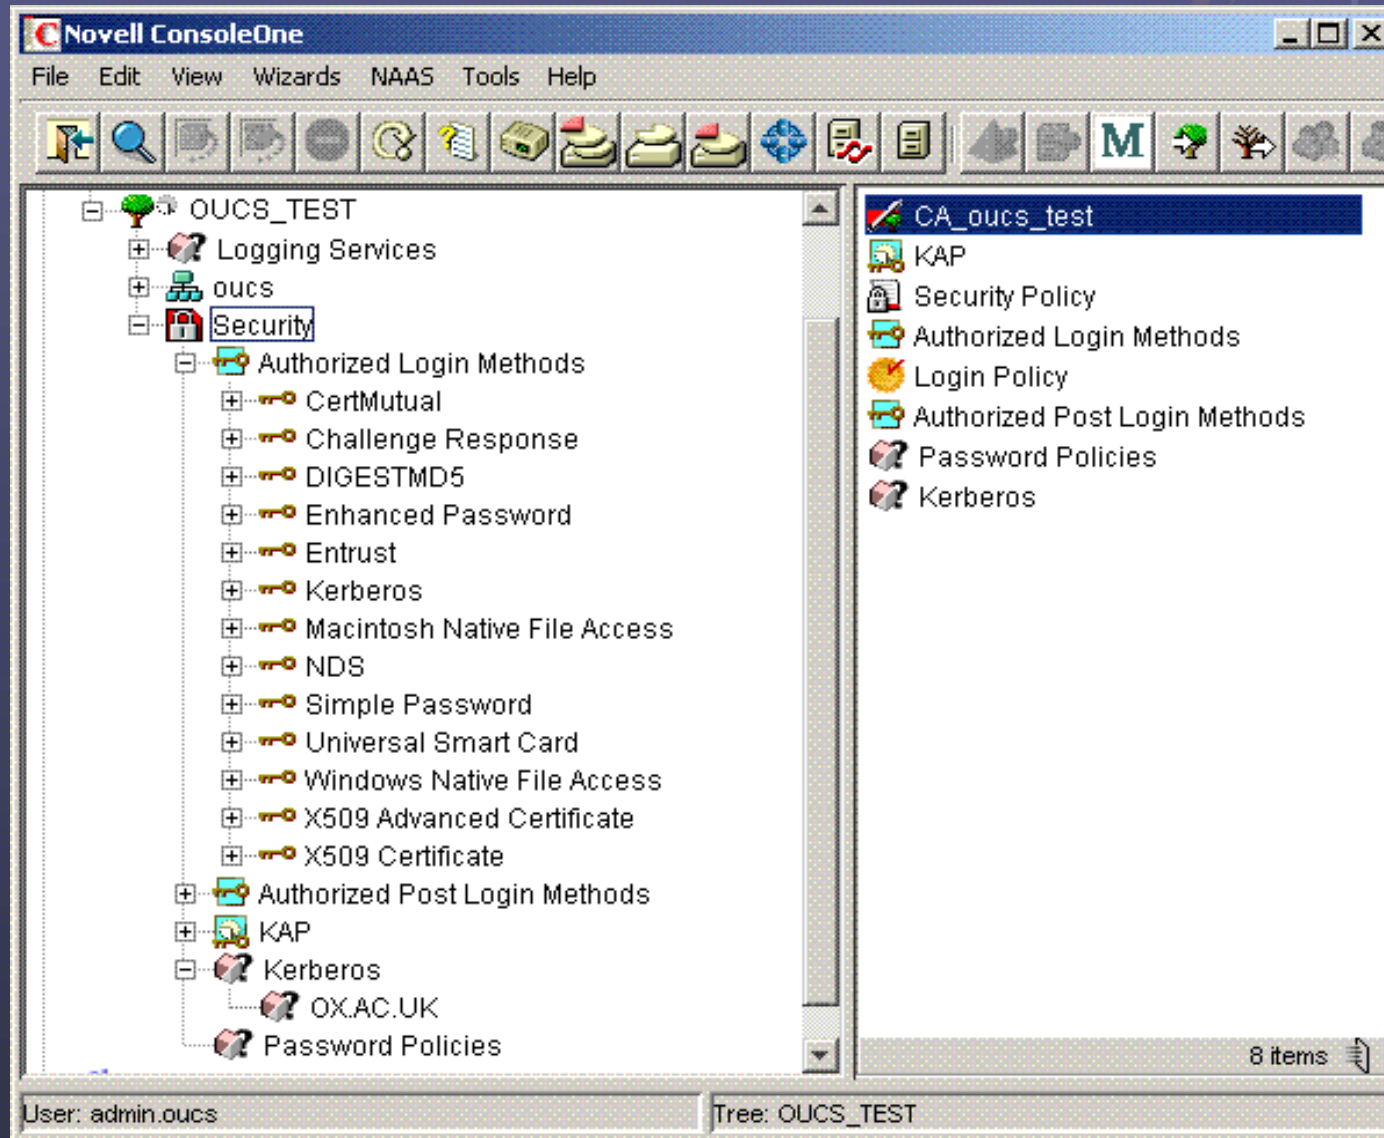 Novell ConsoleOne
File Edit View Wizards NAAS Tools Help
M
OUCS_TEST
Logging Services
oucs
Security
Authorized Login Methods
CertMutual
Challenge Response
DIGESTMD5
Enhanced Password
Entrust
Kerberos
Macintosh Native File Access
NDS
Simple Password
Universal Smart Card
Windows Native File Access
X509 Advanced Certificate
X509 Certificate
Authorized Post Login Methods
KAP
Kerberos
OX.AC.UK
Password Policies
CA_oucs_test
KAP
Security Policy
Authorized Login Methods
Login Policy
Authorized Post Login Methods
Password Policies
Kerberos
8 items
User: admin.oucs
Tree: OUCS_TEST